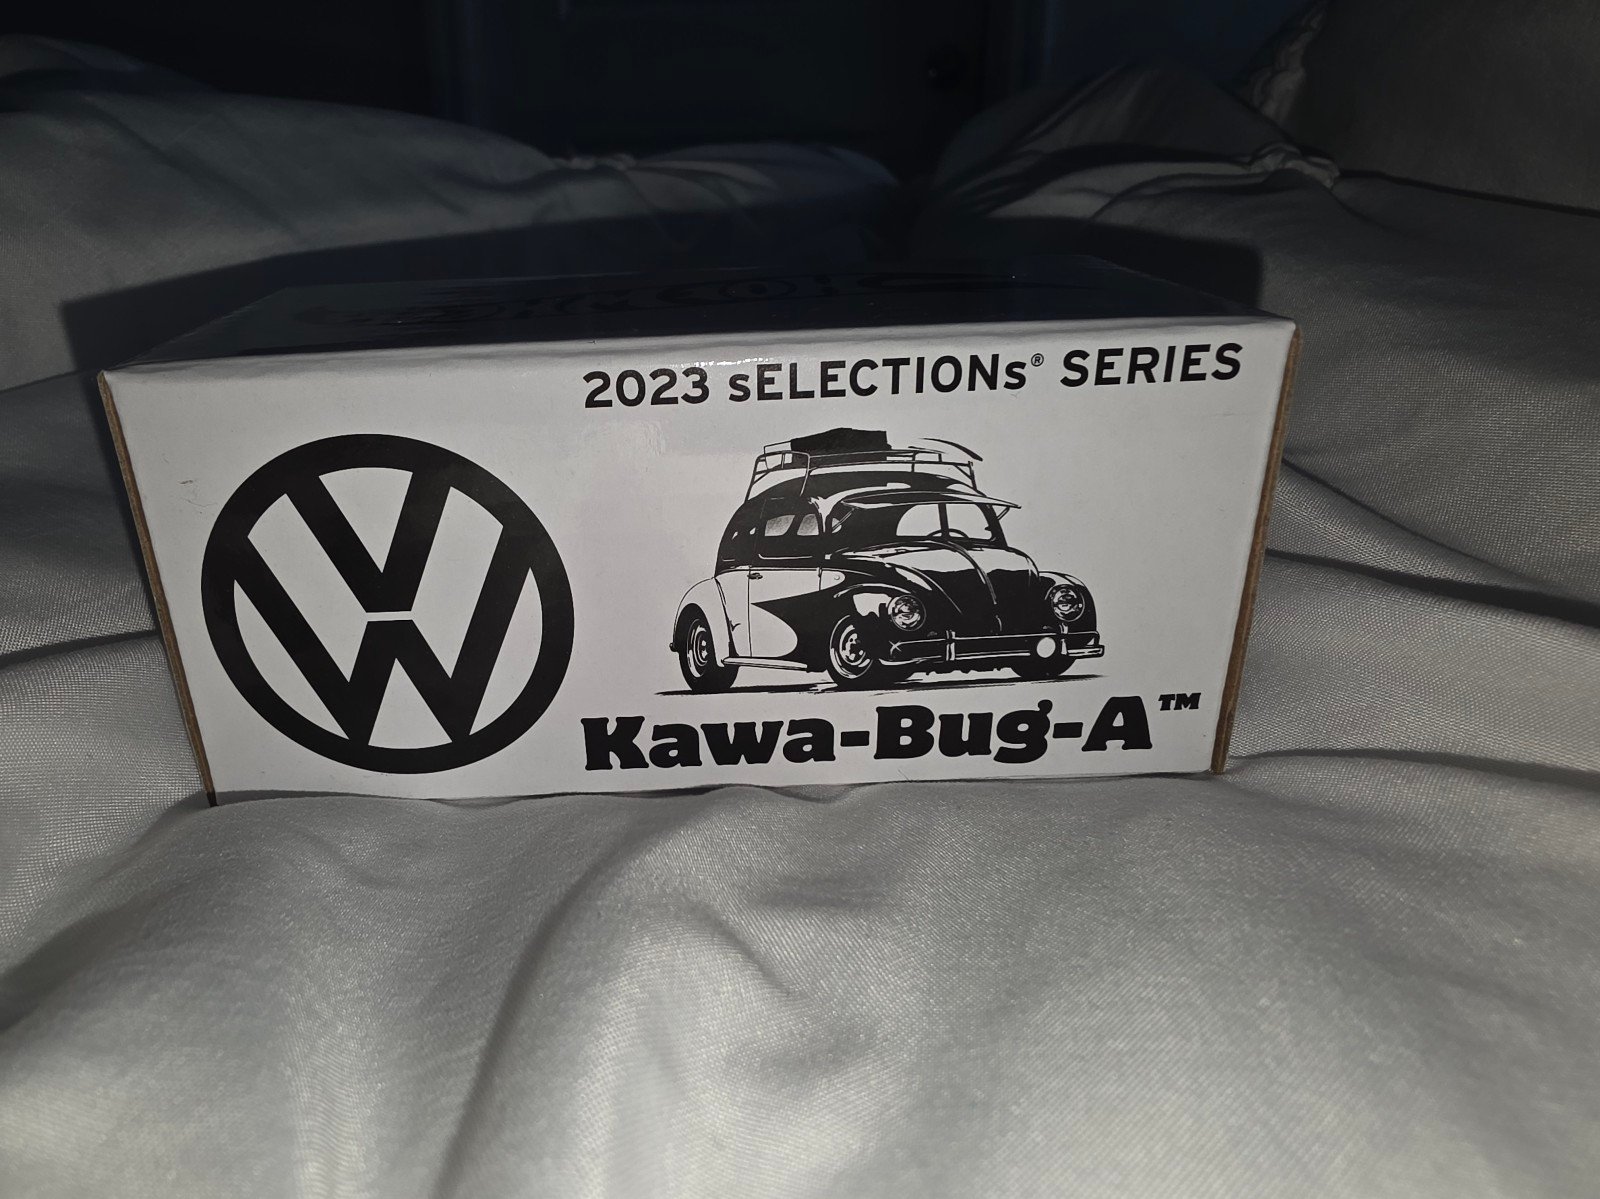 2023 sELECTIONs® SERIES
Kawa-Bug-A™